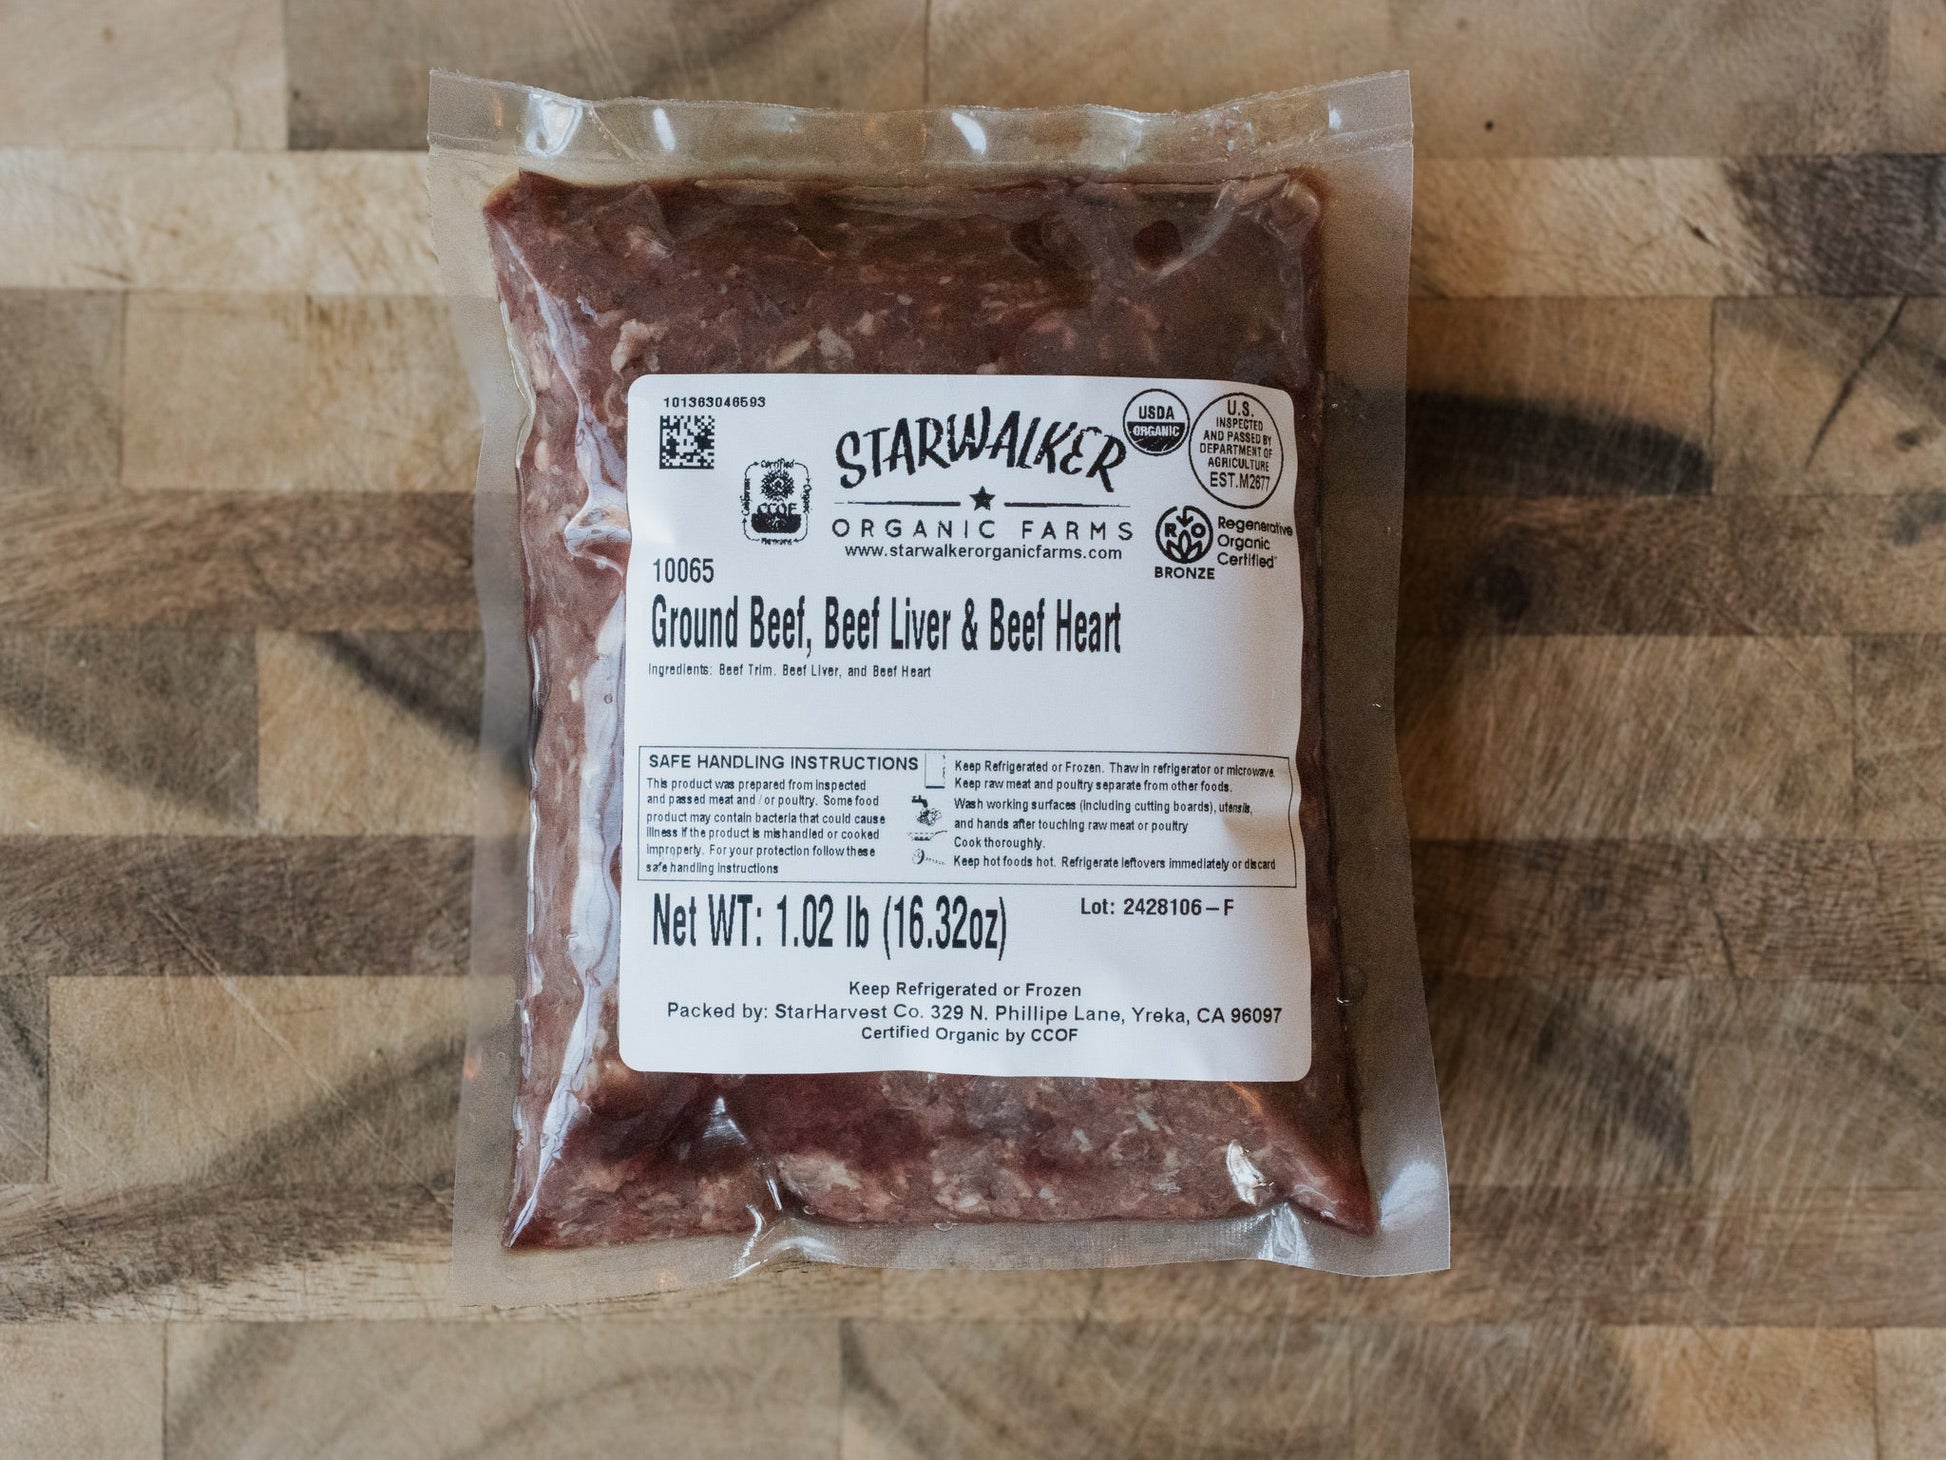 101363046593
STARWALKER
ORGANIC FARMS
www.starwalkerorganicfarms.com
Certified
Organic
CCOF
USDA
ORGANIC
U.S.
INSPECTED
AND PASSED BY
DEPARTMENT OF
AGRICULTURE
EST.M2677
R O
Regenerative
Organic
Certified
BRONZE
10065
Ground Beef, Beef Liver & Beef Heart
Ingredients: Beef Trim. Beef Liver, and Beef Heart
SAFE HANDLING INSTRUCTIONS
This product was prepared from inspected
and passed meat and / or poultry. Some food
product may contain bacteria that could cause
illness if the product is mishandled or cooked
improperly. For your protection follow these
safe handling instructions
Keep Refrigerated or Frozen. Thaw in refrigerator or microwave.
Keep raw meat and poultry separate from other foods.
Wash working surfaces (including cutting boards), utensils,
and hands after touching raw meat or poultry
Cook thoroughly.
Keep hot foods hot. Refrigerate leftovers immediately or discard
Net WT: 1.02 lb (16.32oz)
Lot: 2428106-F
Keep Refrigerated or Frozen
Packed by: StarHarvest Co. 329 N. Phillipe Lane, Yreka, CA 96097
Certified Organic by CCOF